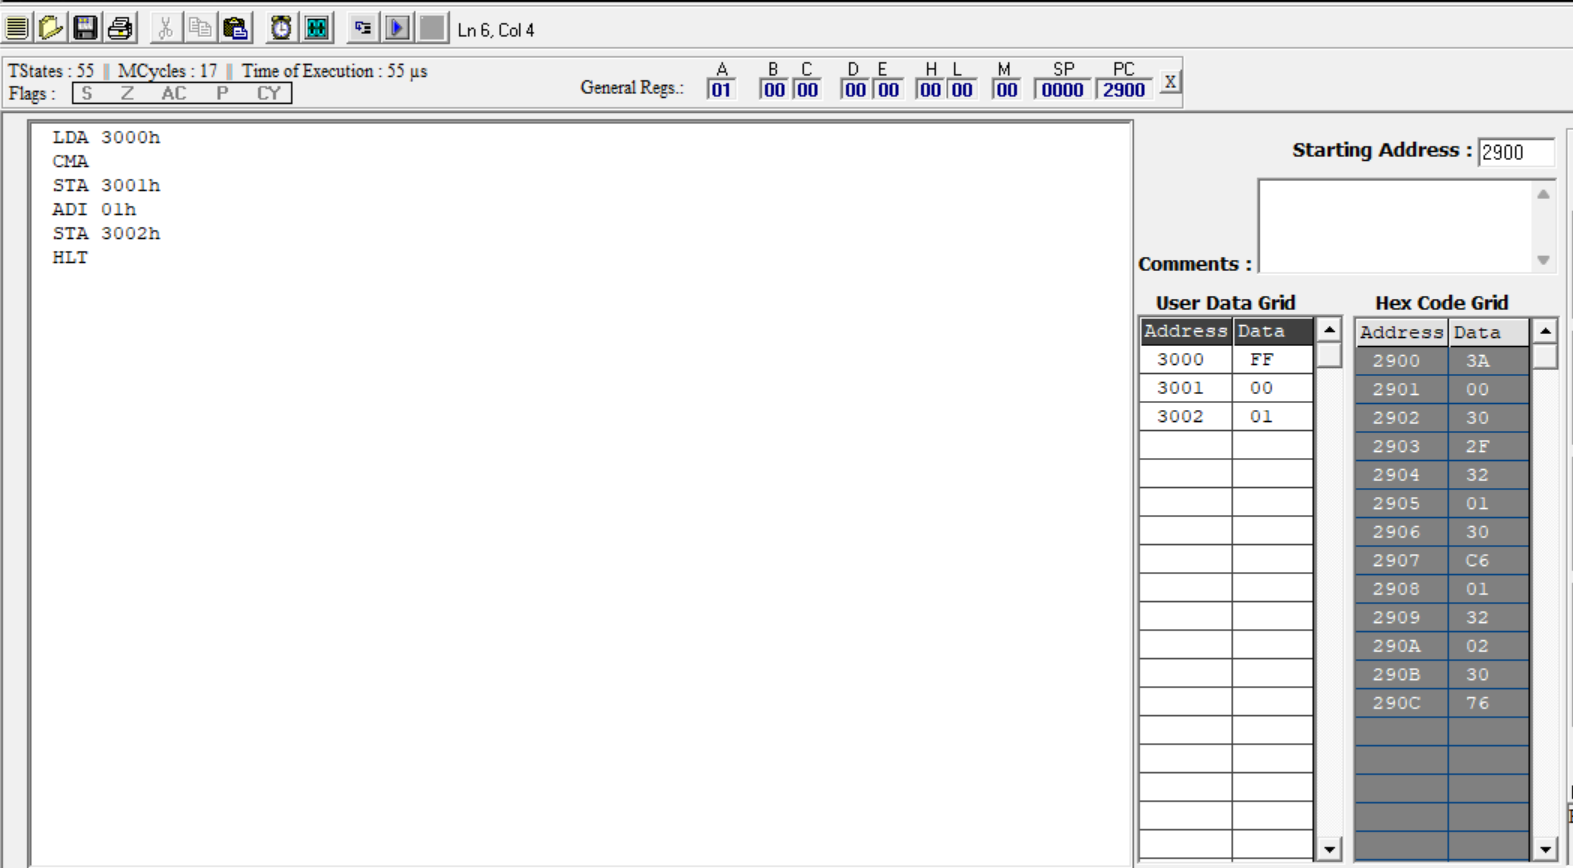 Ln 6, Col 4
TStates : 55 || MCycles : 17 || Time of Execution : 55 µs
Flags : S Z AC P CY
General Regs.: A B C D E H L M SP PC X
01 00 00 00 00 00 00 00 0000 2900
LDA 3000h
CMA
STA 3001h
ADI 01h
STA 3002h
HLT
Starting Address : 2900
Comments :
User Data Grid
Address Data
3000 FF
3001 00
3002 01
Hex Code Grid
Address Data
2900 3A
2901 00
2902 30
2903 2F
2904 32
2905 01
2906 30
2907 C6
2908 01
2909 32
290A 02
290B 30
290C 76